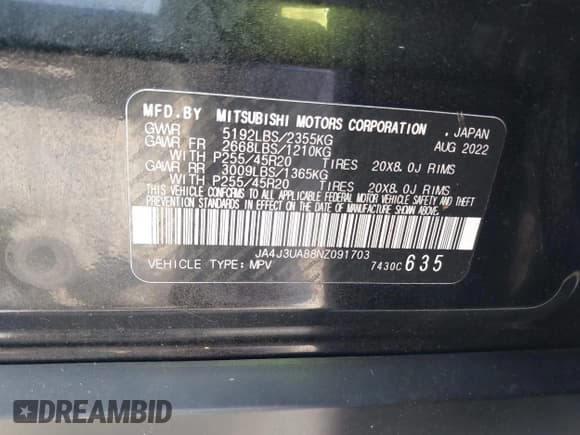 MFD.BY MITSUBISHI MOTORS CORPORATION , JAPAN
GVWR 5192LBS/2355KG AUG 2022
GAWR FR 2668LBS/1210KG
WITH P255/45R20 TIRES 20X8.0J RIMS
GAWR RR 3009LBS/1365KG
WITH P255/45R20 TIRES 20X8.0J RIMS
THIS VEHICLE CONFORMS TO ALL APPLICABLE FEDERAL MOTOR VEHICLE SAFETY AND THEFT
PREVENTION STANDARDS IN EFFECT ON THE DATE OF MANUFACTURE SHOWN ABOVE.
JA4J3UA88NZ091703
VEHICLE TYPE: MPV 7430C 635
DREAMBID